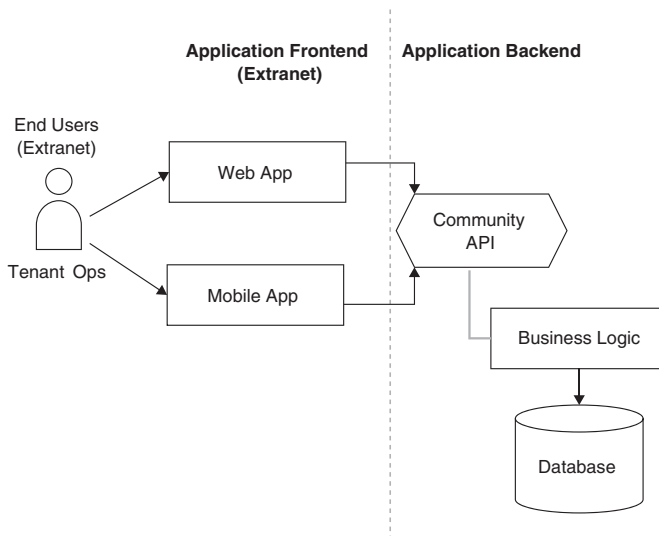 Application Frontend
(Extranet)
Application Backend
End Users
(Extranet)
Tenant Ops
Web App
Mobile App
Community
API
Business Logic
Database